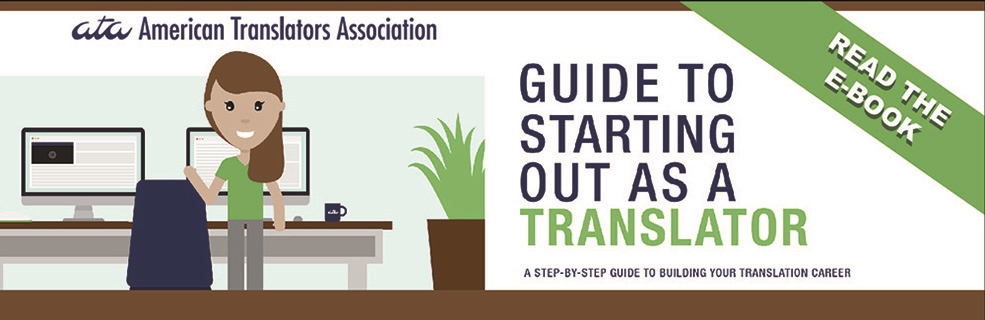 ata American Translators Association
GUIDE TO
STARTING
OUT AS A
TRANSLATOR
A STEP-BY-STEP GUIDE TO BUILDING YOUR TRANSLATION CAREER
READ THE
E-BOOK
ata